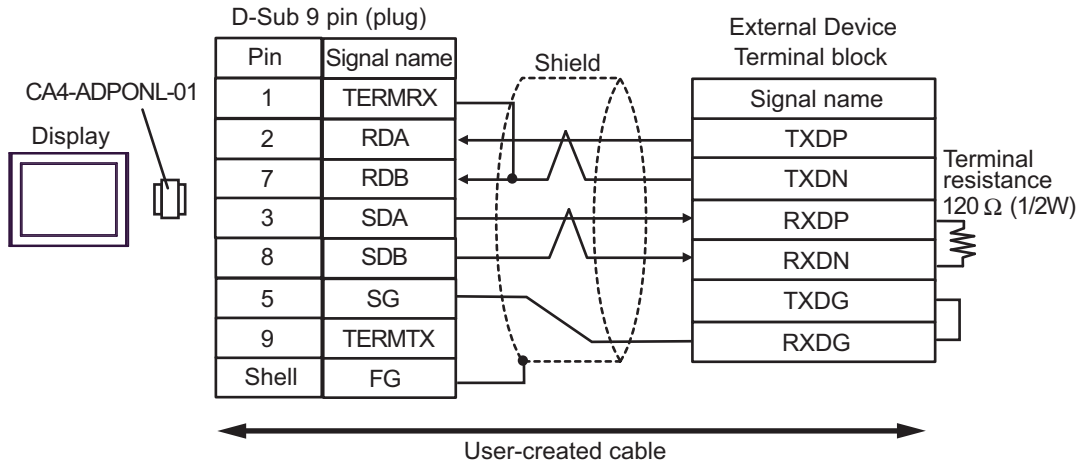 D-Sub 9 pin (plug)
External Device
Terminal block
Shield
CA4-ADPONL-01
Display
Pin Signal name
1 TERMRX
2 RDA
7 RDB
3 SDA
8 SDB
5 SG
9 TERMTX
Shell FG
Signal name
TXDP
TXDN
RXDP
RXDN
TXDG
RXDG
Terminal
resistance
120 Ω (1/2W)
User-created cable